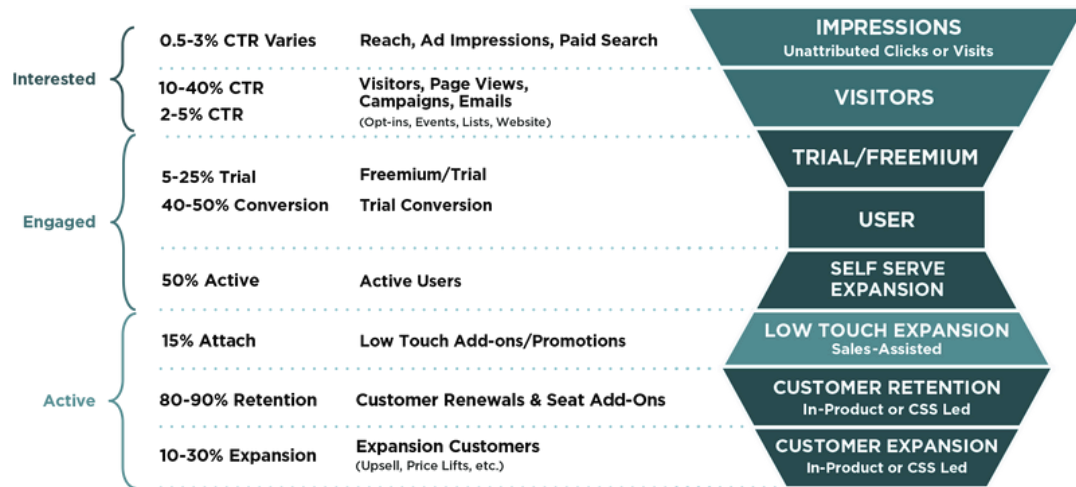 Interested
0.5-3% CTR Varies
Reach, Ad Impressions, Paid Search
IMPRESSIONS
Unattributed Clicks or Visits
10-40% CTR
2-5% CTR
Visitors, Page Views,
Campaigns, Emails
(Opt-ins, Events, Lists, Website)
VISITORS
Engaged
5-25% Trial
Freemium/Trial
40-50% Conversion
Trial Conversion
TRIAL/FREEMIUM
USER
50% Active
Active Users
SELF SERVE
EXPANSION
Active
15% Attach
Low Touch Add-ons/Promotions
LOW TOUCH EXPANSION
Sales-Assisted
80-90% Retention
Customer Renewals & Seat Add-Ons
CUSTOMER RETENTION
In-Product or CSS Led
10-30% Expansion
Expansion Customers
(Upsell, Price Lifts, etc.)
CUSTOMER EXPANSION
In-Product or CSS Led